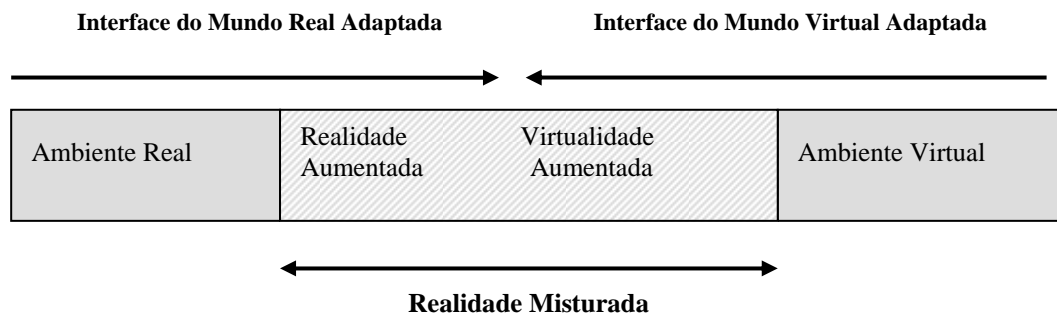 Interface do Mundo Real Adaptada
Interface do Mundo Virtual Adaptada
Ambiente Real
Realidade
Aumentada
Virtualidade
Aumentada
Ambiente Virtual
Realidade Misturada